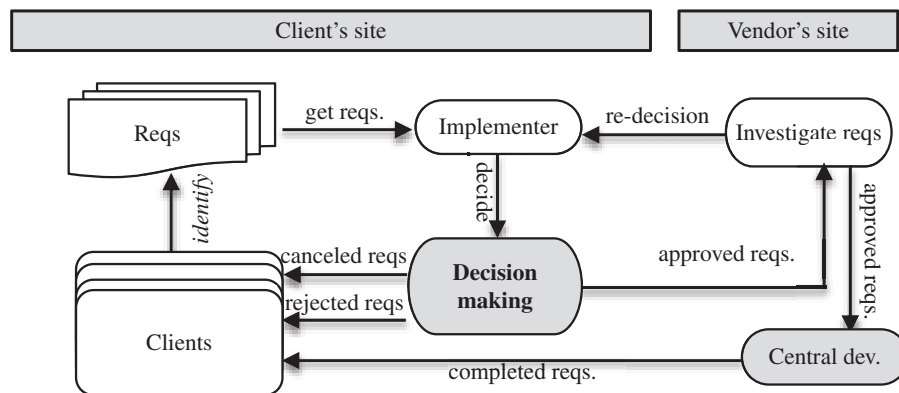 Client's site
Vendor's site
Reqs
get reqs.
Implementer
re-decision
Investigate reqs
identify
decide
approved reqs.
canceled reqs
Decision
making
approved reqs.
rejected reqs
Clients
completed reqs.
Central dev.